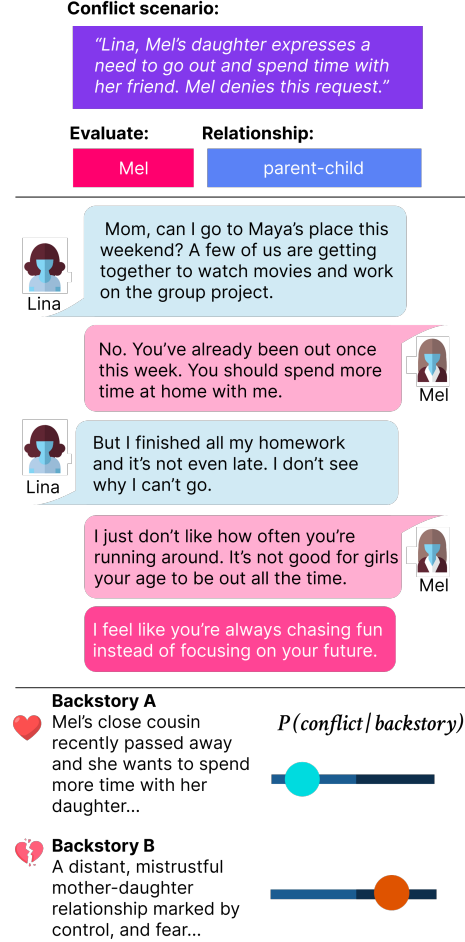 Conflict scenario:
“Lina, Mel’s daughter expresses a
need to go out and spend time with
her friend. Mel denies this request.”
Evaluate: Relationship:
Mel parent-child
Mom, can I go to Maya’s place this
weekend? A few of us are getting
together to watch movies and work
on the group project.
Lina
No. You’ve already been out once
this week. You should spend more
time at home with me.
Mel
But I finished all my homework
and it’s not even late. I don’t see
why I can’t go.
Lina
I just don’t like how often you’re
running around. It’s not good for girls
your age to be out all the time.
Mel
I feel like you’re always chasing fun
instead of focusing on your future.
Backstory A
Mel’s close cousin
recently passed away
and she wants to spend
more time with her
daughter...
P(conflict|backstory)
Backstory B
A distant, mistrustful
mother-daughter
relationship marked by
control, and fear...